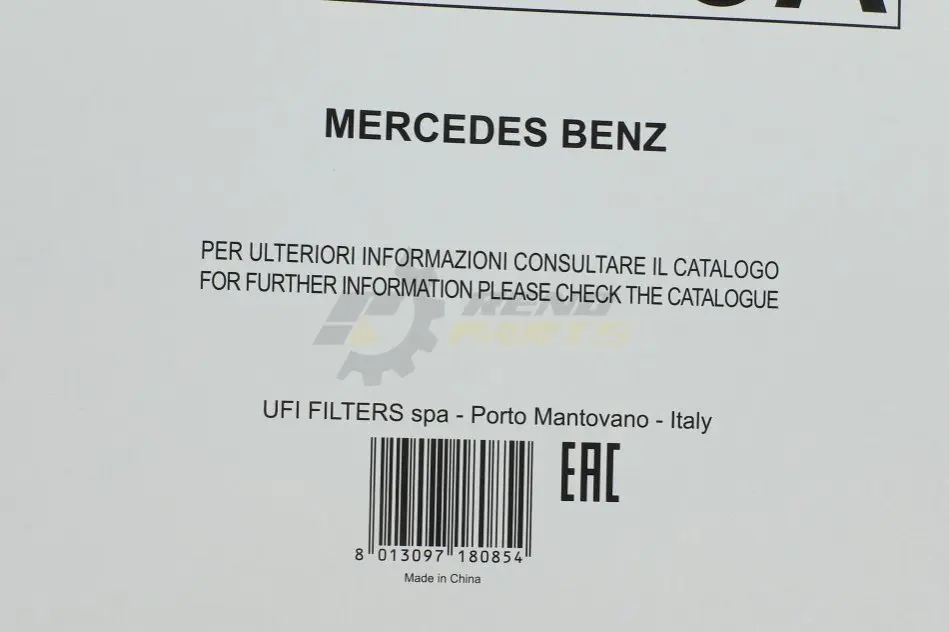 MERCEDES BENZ
PER ULTERIORI INFORMAZIONI CONSULTARE IL CATALOGO
FOR FURTHER INFORMATION PLEASE CHECK THE CATALOGUE
PARTS
UFI FILTERS spa - Porto Mantovano - Italy
EAC
8 013097 180854
Made in China